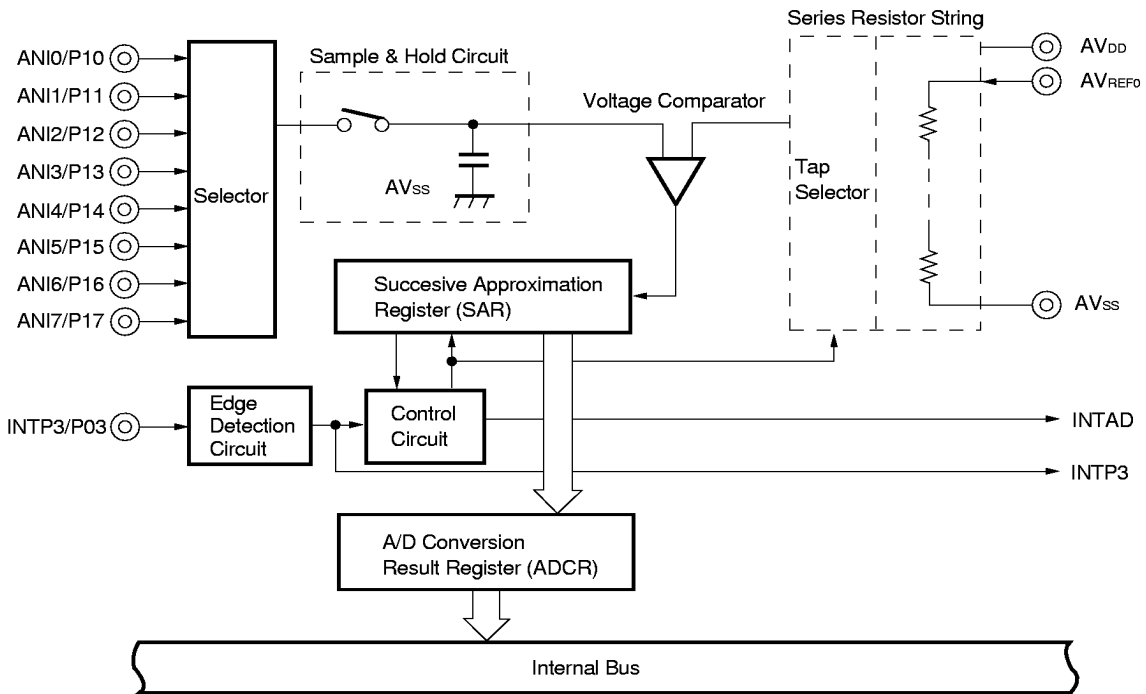 Series Resistor String
ANI0/P10
ANI1/P11
ANI2/P12
ANI3/P13
ANI4/P14
ANI5/P15
ANI6/P16
ANI7/P17
Selector
Sample & Hold Circuit
AVSS
Voltage Comparator
Tap
Selector
AVDD
AVREF0
AVSS
Succesive Approximation
Register (SAR)
INTP3/P03
Edge
Detection
Circuit
Control
Circuit
INTAD
INTP3
A/D Conversion
Result Register (ADCR)
Internal Bus